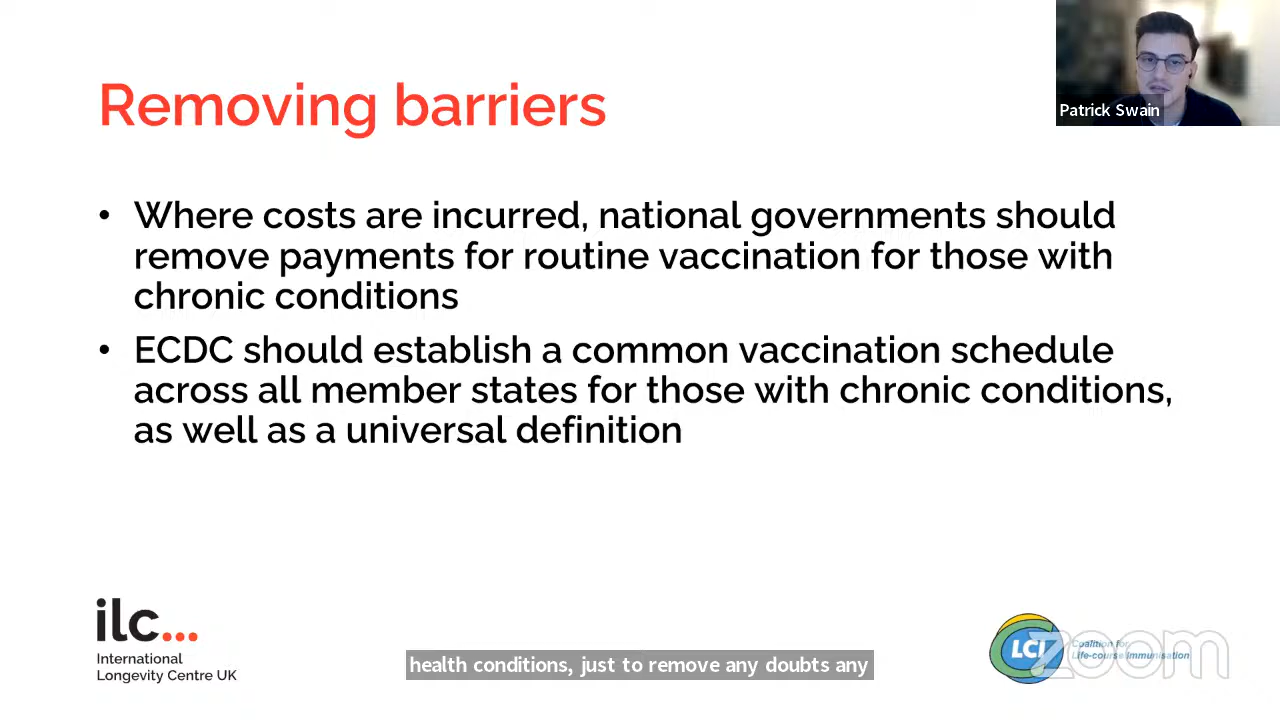 Removing barriers
Patrick Swain
• Where costs are incurred, national governments should
remove payments for routine vaccination for those with
chronic conditions
• ECDC should establish a common vaccination schedule
across all member states for those with chronic conditions,
as well as a universal definition
ilc...
International
Longevity Centre UK
health conditions, just to remove any doubts any
LCI
Coalition for
Life-course Immunisation
zoom